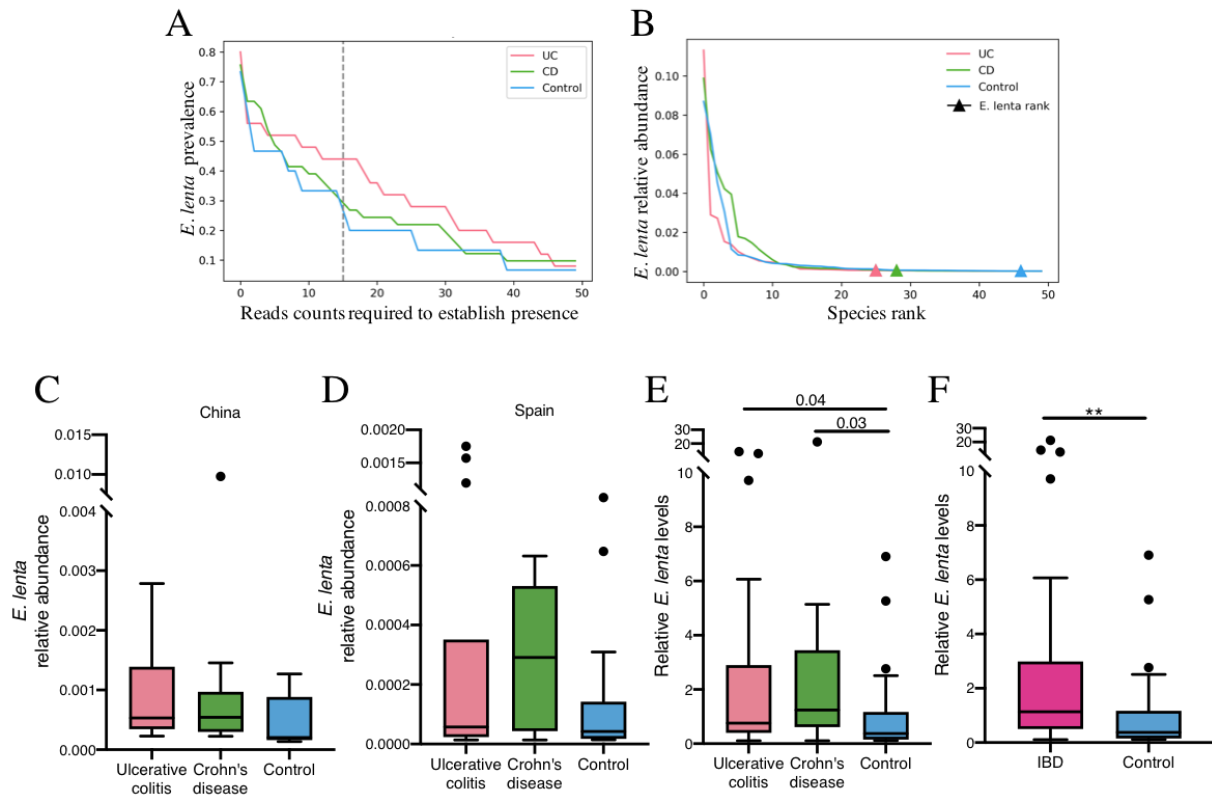 A
E. lenta prevalence
0.8
0.7
0.6
0.5
0.4
0.3
0.2
0.1
UC
CD
Control
0 10 20 30 40 50
Reads counts required to establish presence
B
E. lenta relative abundance
0.10
0.08
0.06
0.04
0.02
0.00
UC
CD
Control
E. lenta rank
0 10 20 30 40 50
Species rank
C
China
E. lenta
relative abundance
0.015
0.010
0.004
0.003
0.002
0.001
0.000
Ulcerative
colitis
Crohn's
disease
Control
D
Spain
E. lenta
relative abundance
0.0020
0.0015
0.0008
0.0006
0.0004
0.0002
0.0000
Ulcerative
colitis
Crohn's
disease
Control
E
0.04
0.03
Relative E. lenta levels
30
20
10
8
6
4
2
0
Ulcerative
colitis
Crohn's
disease
Control
F
**
Relative E. lenta levels
30
20
10
8
6
4
2
0
IBD
Control